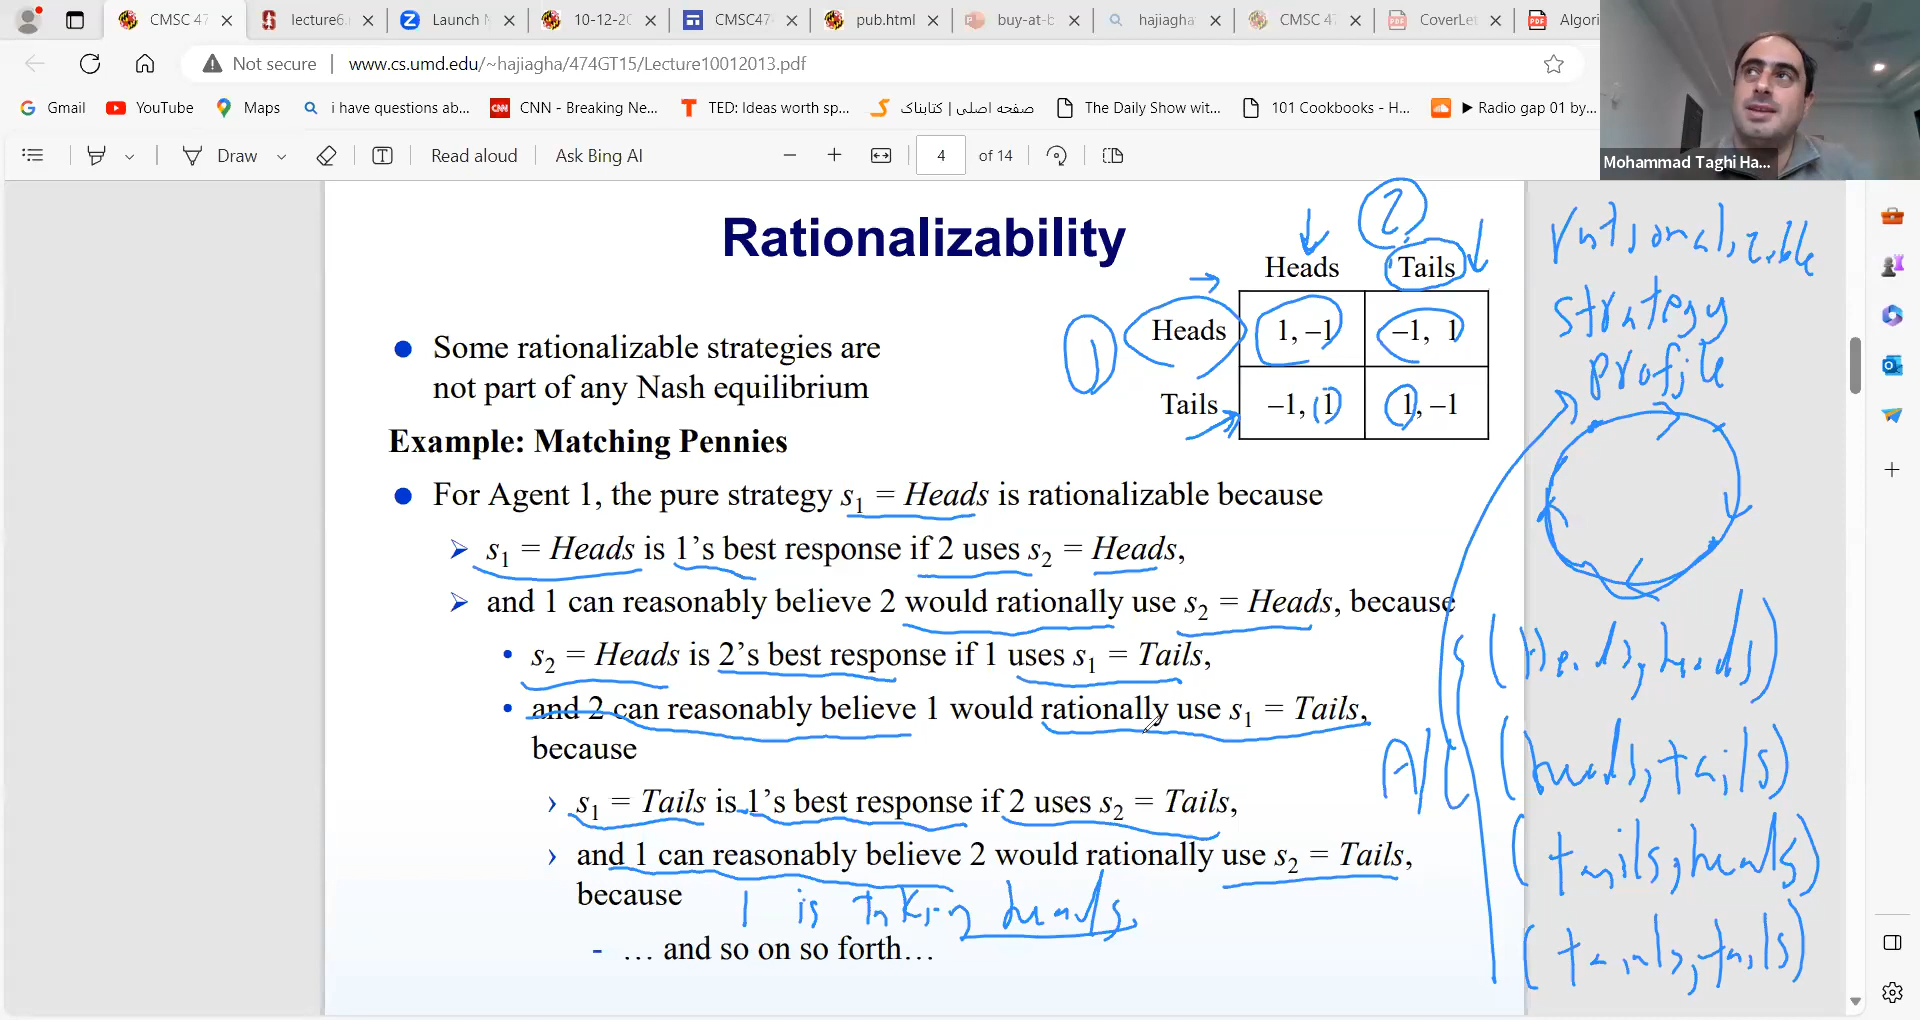 CMSC 47
lecture6.r
Launch M
10-12-20
CMSC47
pub.html
buy-at-b
hajiagha
CMSC 47
CoverLet
Algori
Not secure www.cs.umd.edu/~hajiagha/474GT15/Lecture10012013.pdf
Gmail YouTube Maps i have questions ab... CNN - Breaking Ne... TED: Ideas worth sp... صفحه اصلی | کتابناک The Daily Show wit... 101 Cookbooks - H... Radio gap 01 by...
Draw Read aloud Ask Bing AI 4 of 14
Mohammad Taghi Ha...
Rationalizability
2
Heads Tails
1 Heads 1, –1 –1, 1
Tails –1, 1 1, –1
Some rationalizable strategies are
not part of any Nash equilibrium
Example: Matching Pennies
For Agent 1, the pure strategy s1 = Heads is rationalizable because
s1 = Heads is 1’s best response if 2 uses s2 = Heads,
and 1 can reasonably believe 2 would rationally use s2 = Heads, because
s2 = Heads is 2’s best response if 1 uses s1 = Tails,
and 2 can reasonably believe 1 would rationally use s1 = Tails,
because
s1 = Tails is 1’s best response if 2 uses s2 = Tails,
and 1 can reasonably believe 2 would rationally use s2 = Tails,
because
1 is taking heads.
- … and so on so forth…
rationalizable
strategy
profile
All
(Heads, heads)
(heads, tails)
(tails, heads)
(tails, tails)